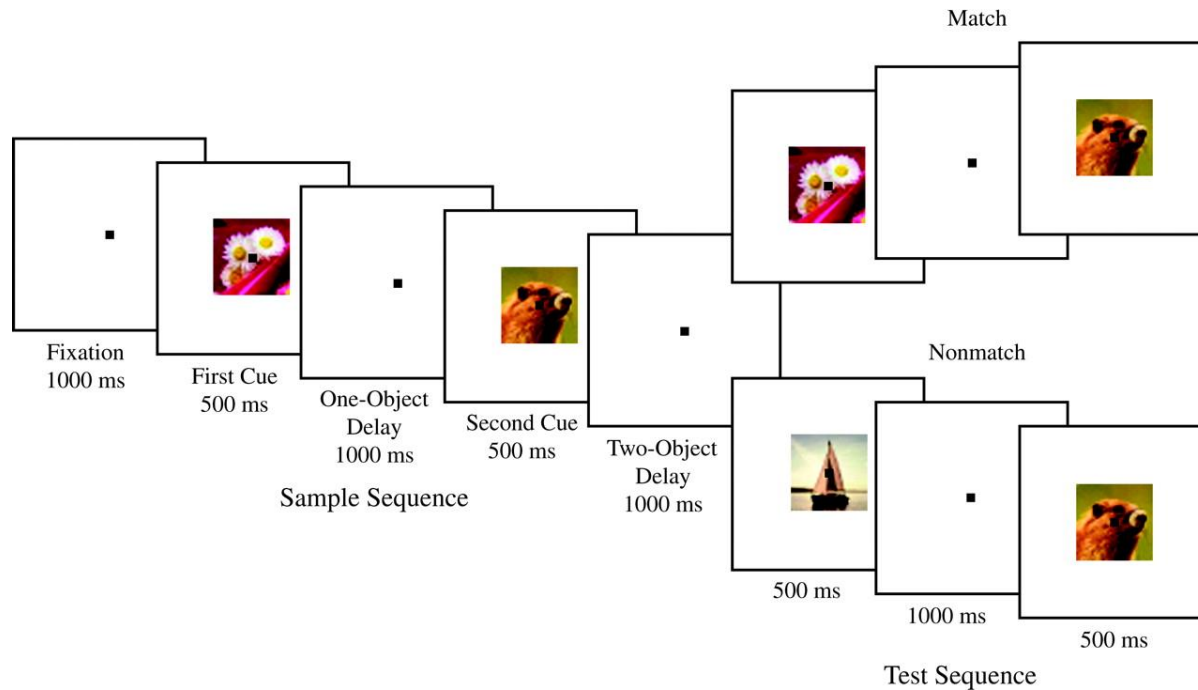 Match
Fixation
1000 ms
First Cue
500 ms
One-Object
Delay
1000 ms
Second Cue
500 ms
Two-Object
Delay
1000 ms
Sample Sequence
Nonmatch
500 ms
1000 ms
500 ms
Test Sequence